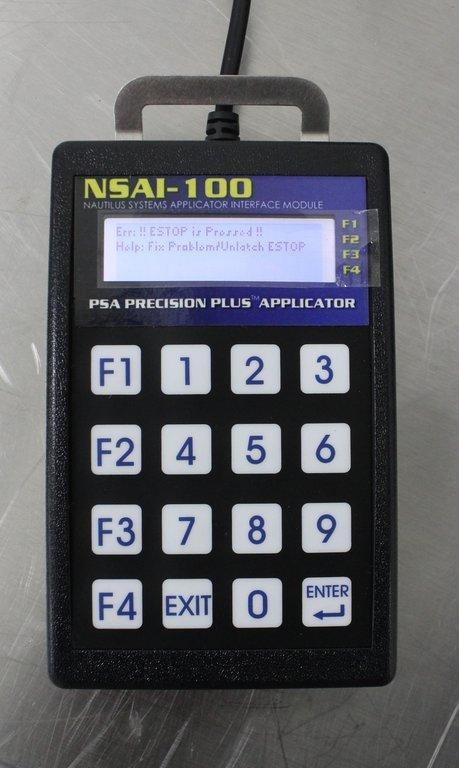 NSAI-100
NAUTILUS SYSTEMS APPLICATOR INTERFACE MODULE
Err: !! ESTOP is Pressed !!
Help: Fix Problem/Unlatch ESTOP
F1
F2
F3
F4
PSA PRECISION PLUS™ APPLICATOR
F1 1 2 3
F2 4 5 6
F3 7 8 9
F4 EXIT 0 ENTER